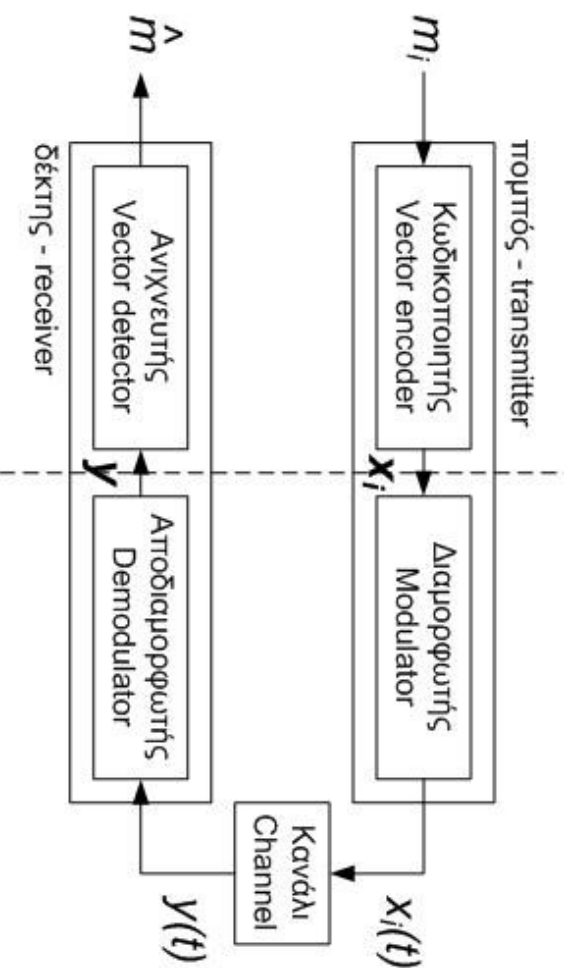 πομπός - transmitter
m_i
Κωδικοποιητής
Vector encoder
x_i
Διαμορφωτής
Modulator
x_i(t)
Κανάλι
Channel
y(t)
Αποδιαμορφωτής
Demodulator
y
Ανιχνευτής
Vector detector
m̂
δέκτης - receiver